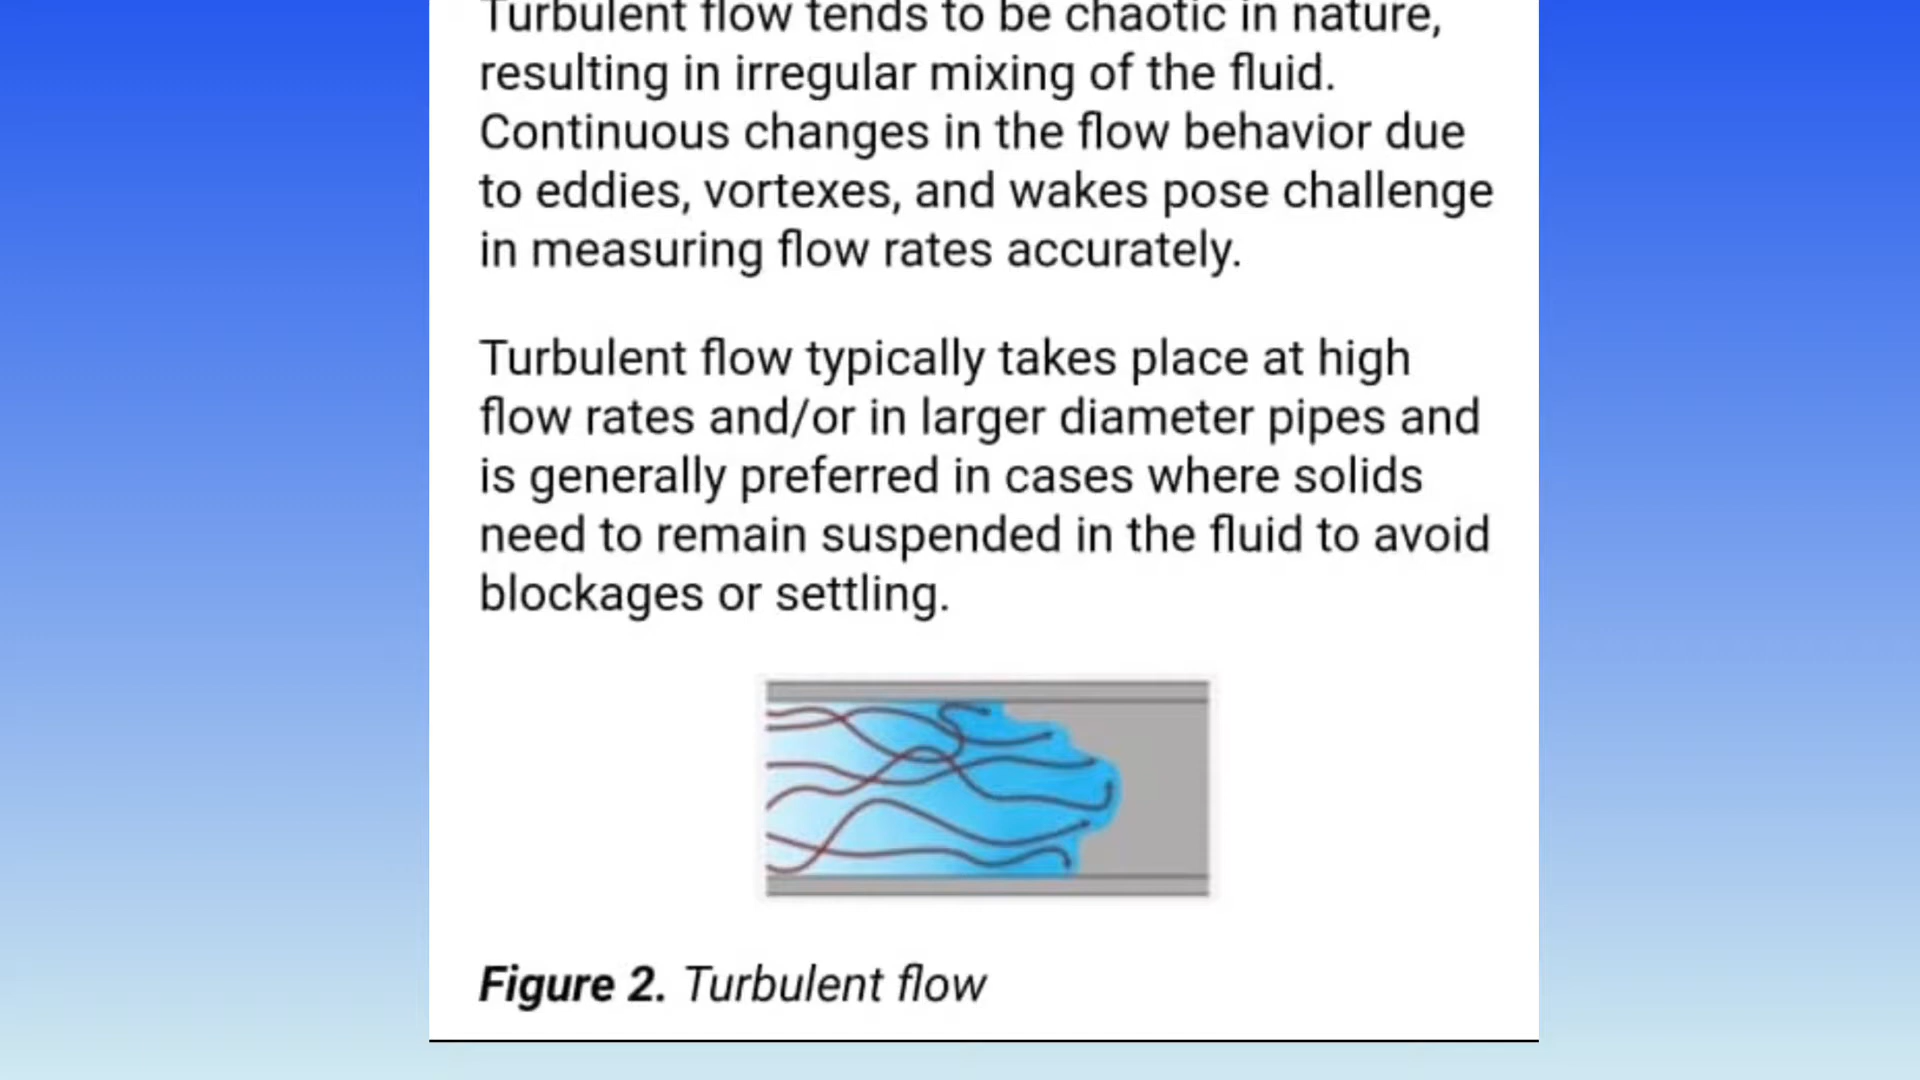 Turbulent flow tends to be chaotic in nature,
resulting in irregular mixing of the fluid.
Continuous changes in the flow behavior due
to eddies, vortexes, and wakes pose challenge
in measuring flow rates accurately.
Turbulent flow typically takes place at high
flow rates and/or in larger diameter pipes and
is generally preferred in cases where solids
need to remain suspended in the fluid to avoid
blockages or settling.
Figure 2. Turbulent flow